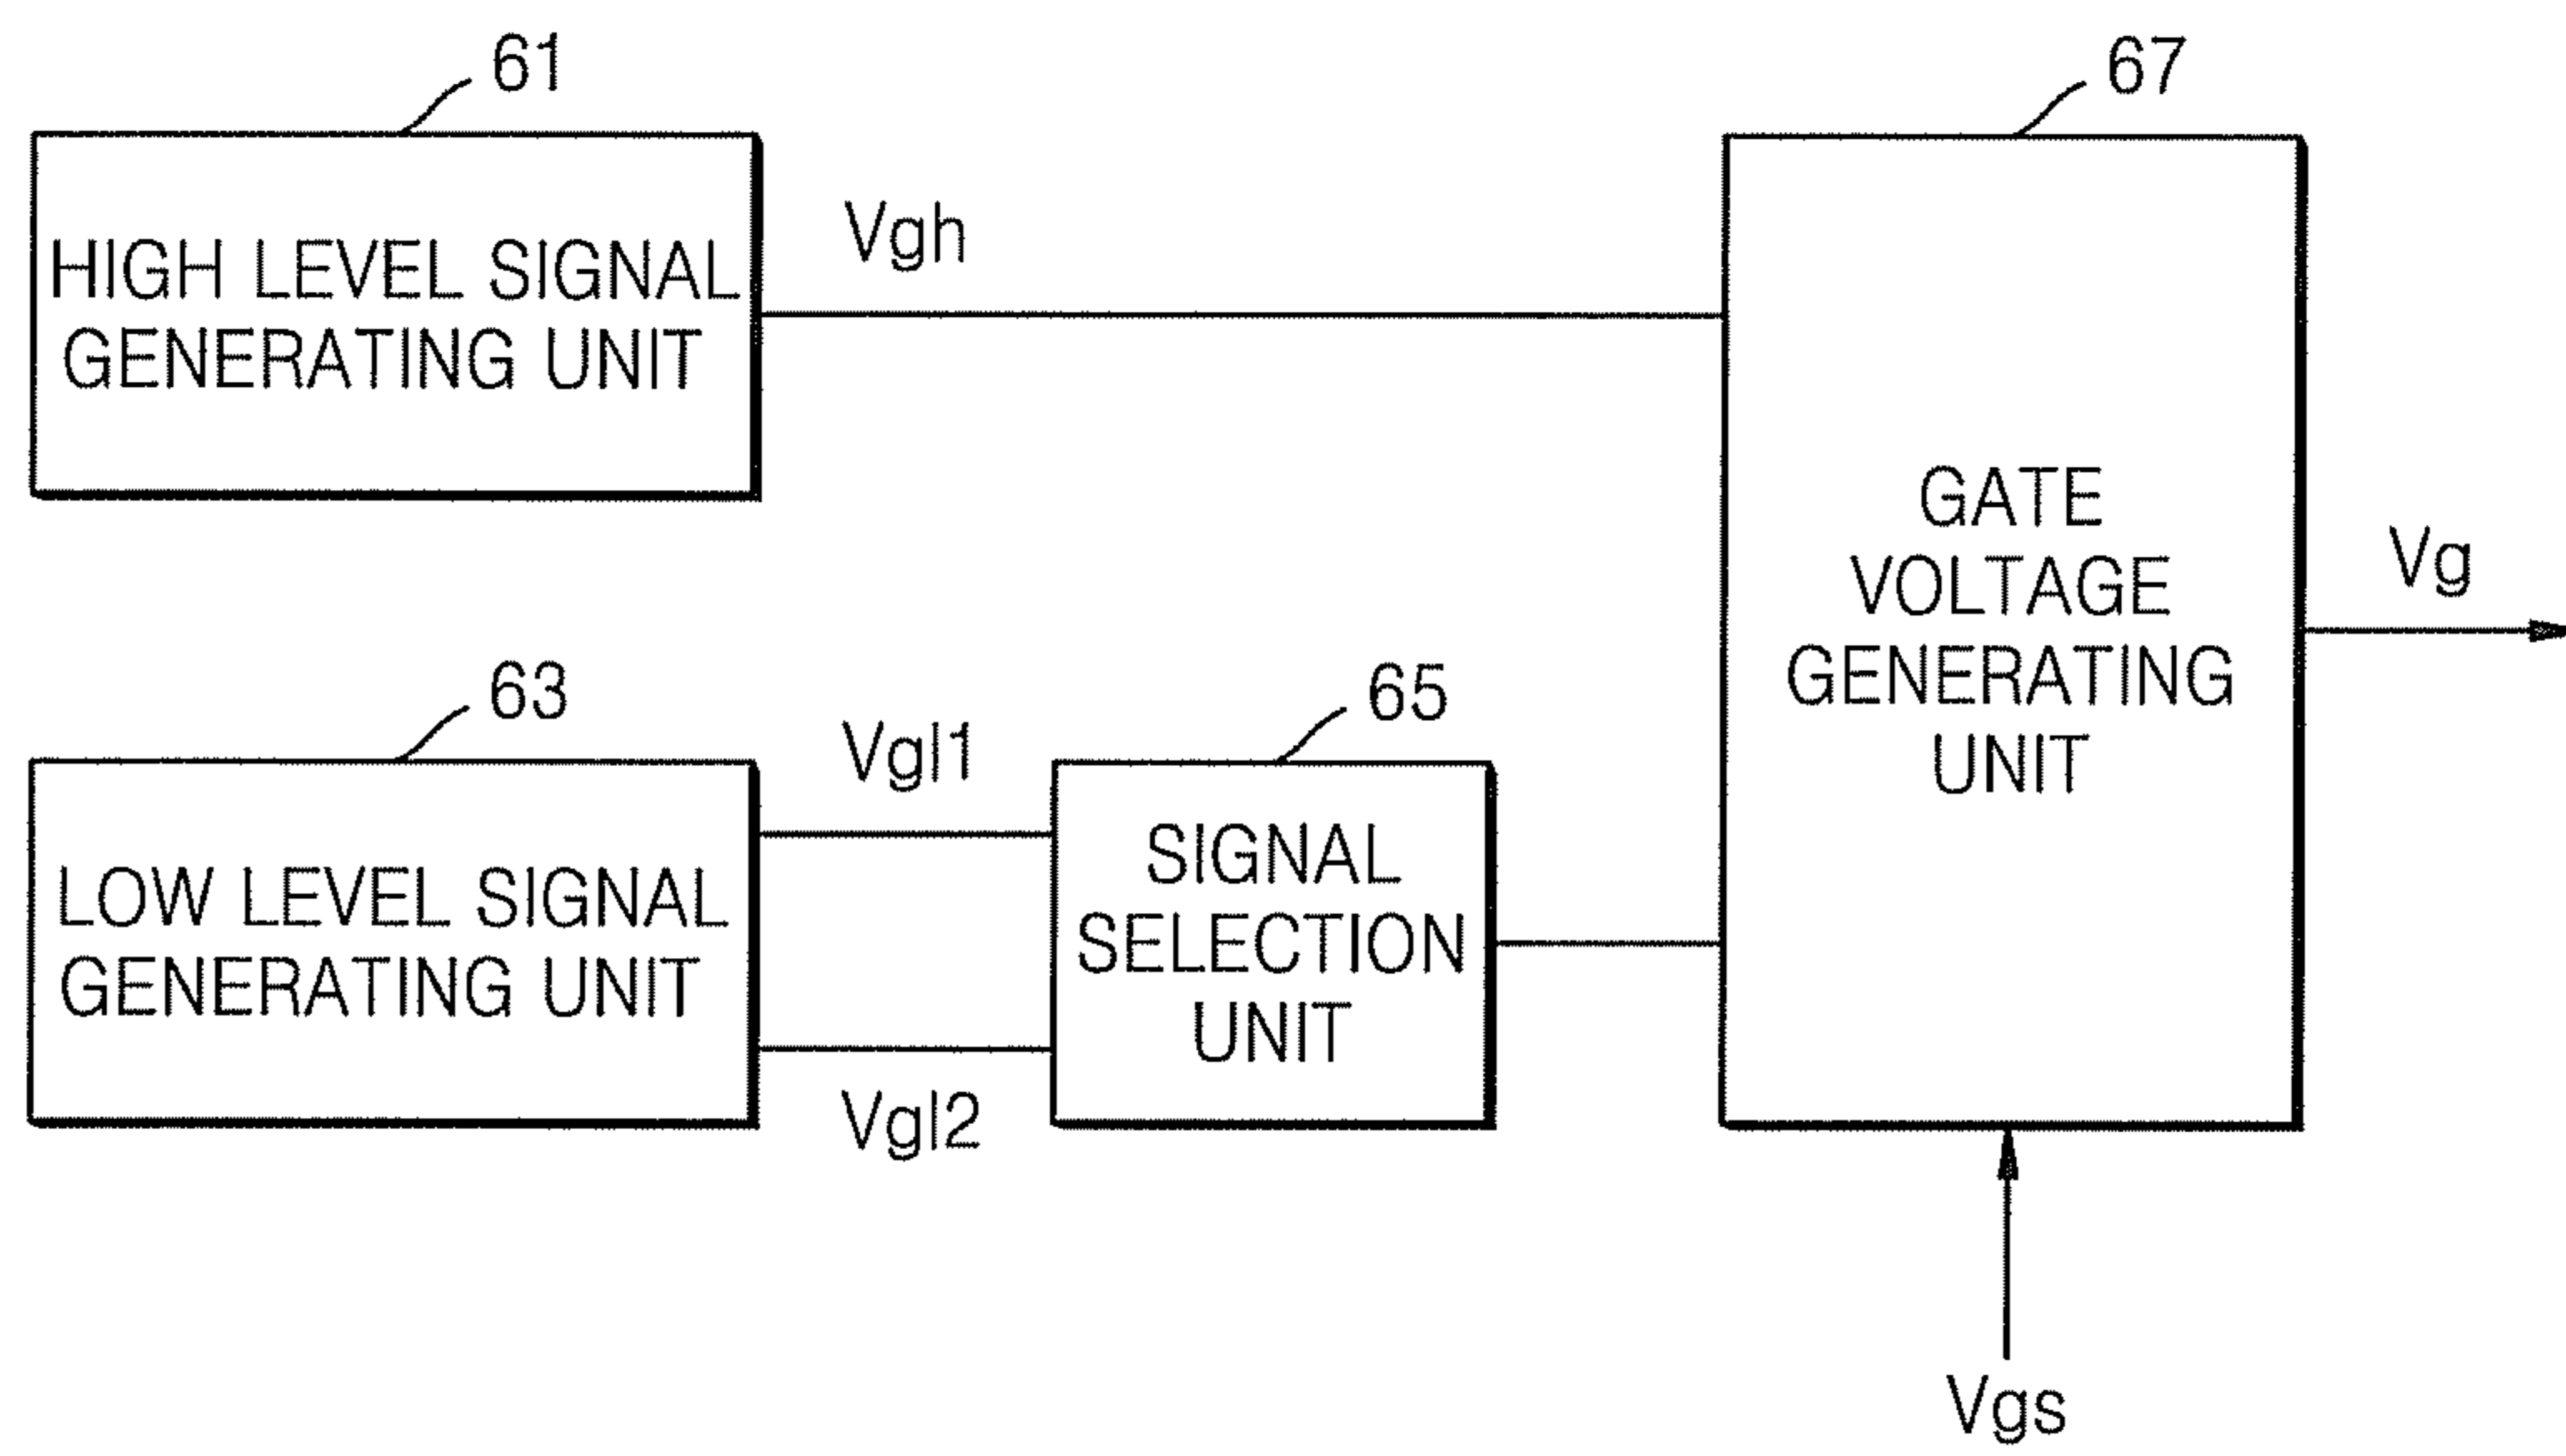 61
HIGH LEVEL SIGNAL
GENERATING UNIT
Vgh
67
GATE
VOLTAGE
GENERATING
UNIT
Vg
63
LOW LEVEL SIGNAL
GENERATING UNIT
Vgl1
Vgl2
65
SIGNAL
SELECTION
UNIT
Vgs